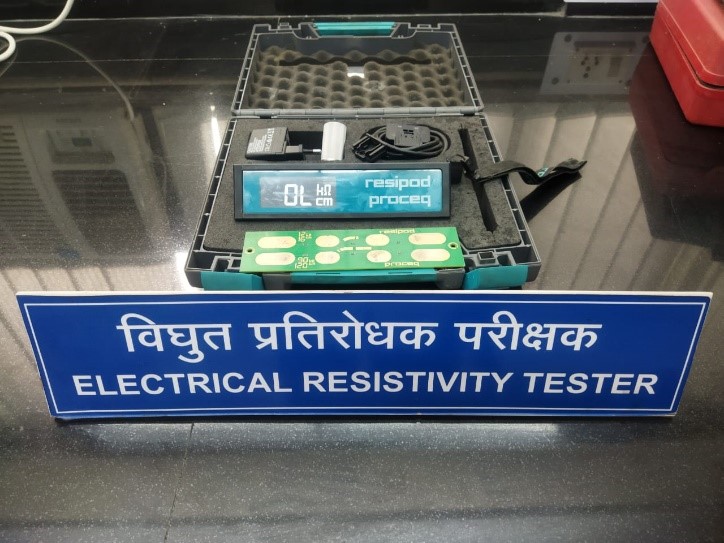 OL kΩ
cm
resipod
proceq
resipod
proceq
विघुत प्रतिरोधक परीक्षक
ELECTRICAL RESISTIVITY TESTER